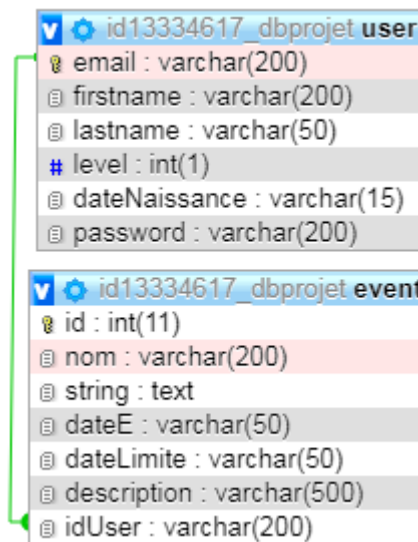 id13334617_dbprojet user
email : varchar(200)
firstname : varchar(200)
lastname : varchar(50)
# level : int(1)
dateNaissance : varchar(15)
password : varchar(200)
id13334617_dbprojet event
id : int(11)
nom : varchar(200)
string : text
dateE : varchar(50)
dateLimite : varchar(50)
description : varchar(500)
idUser : varchar(200)